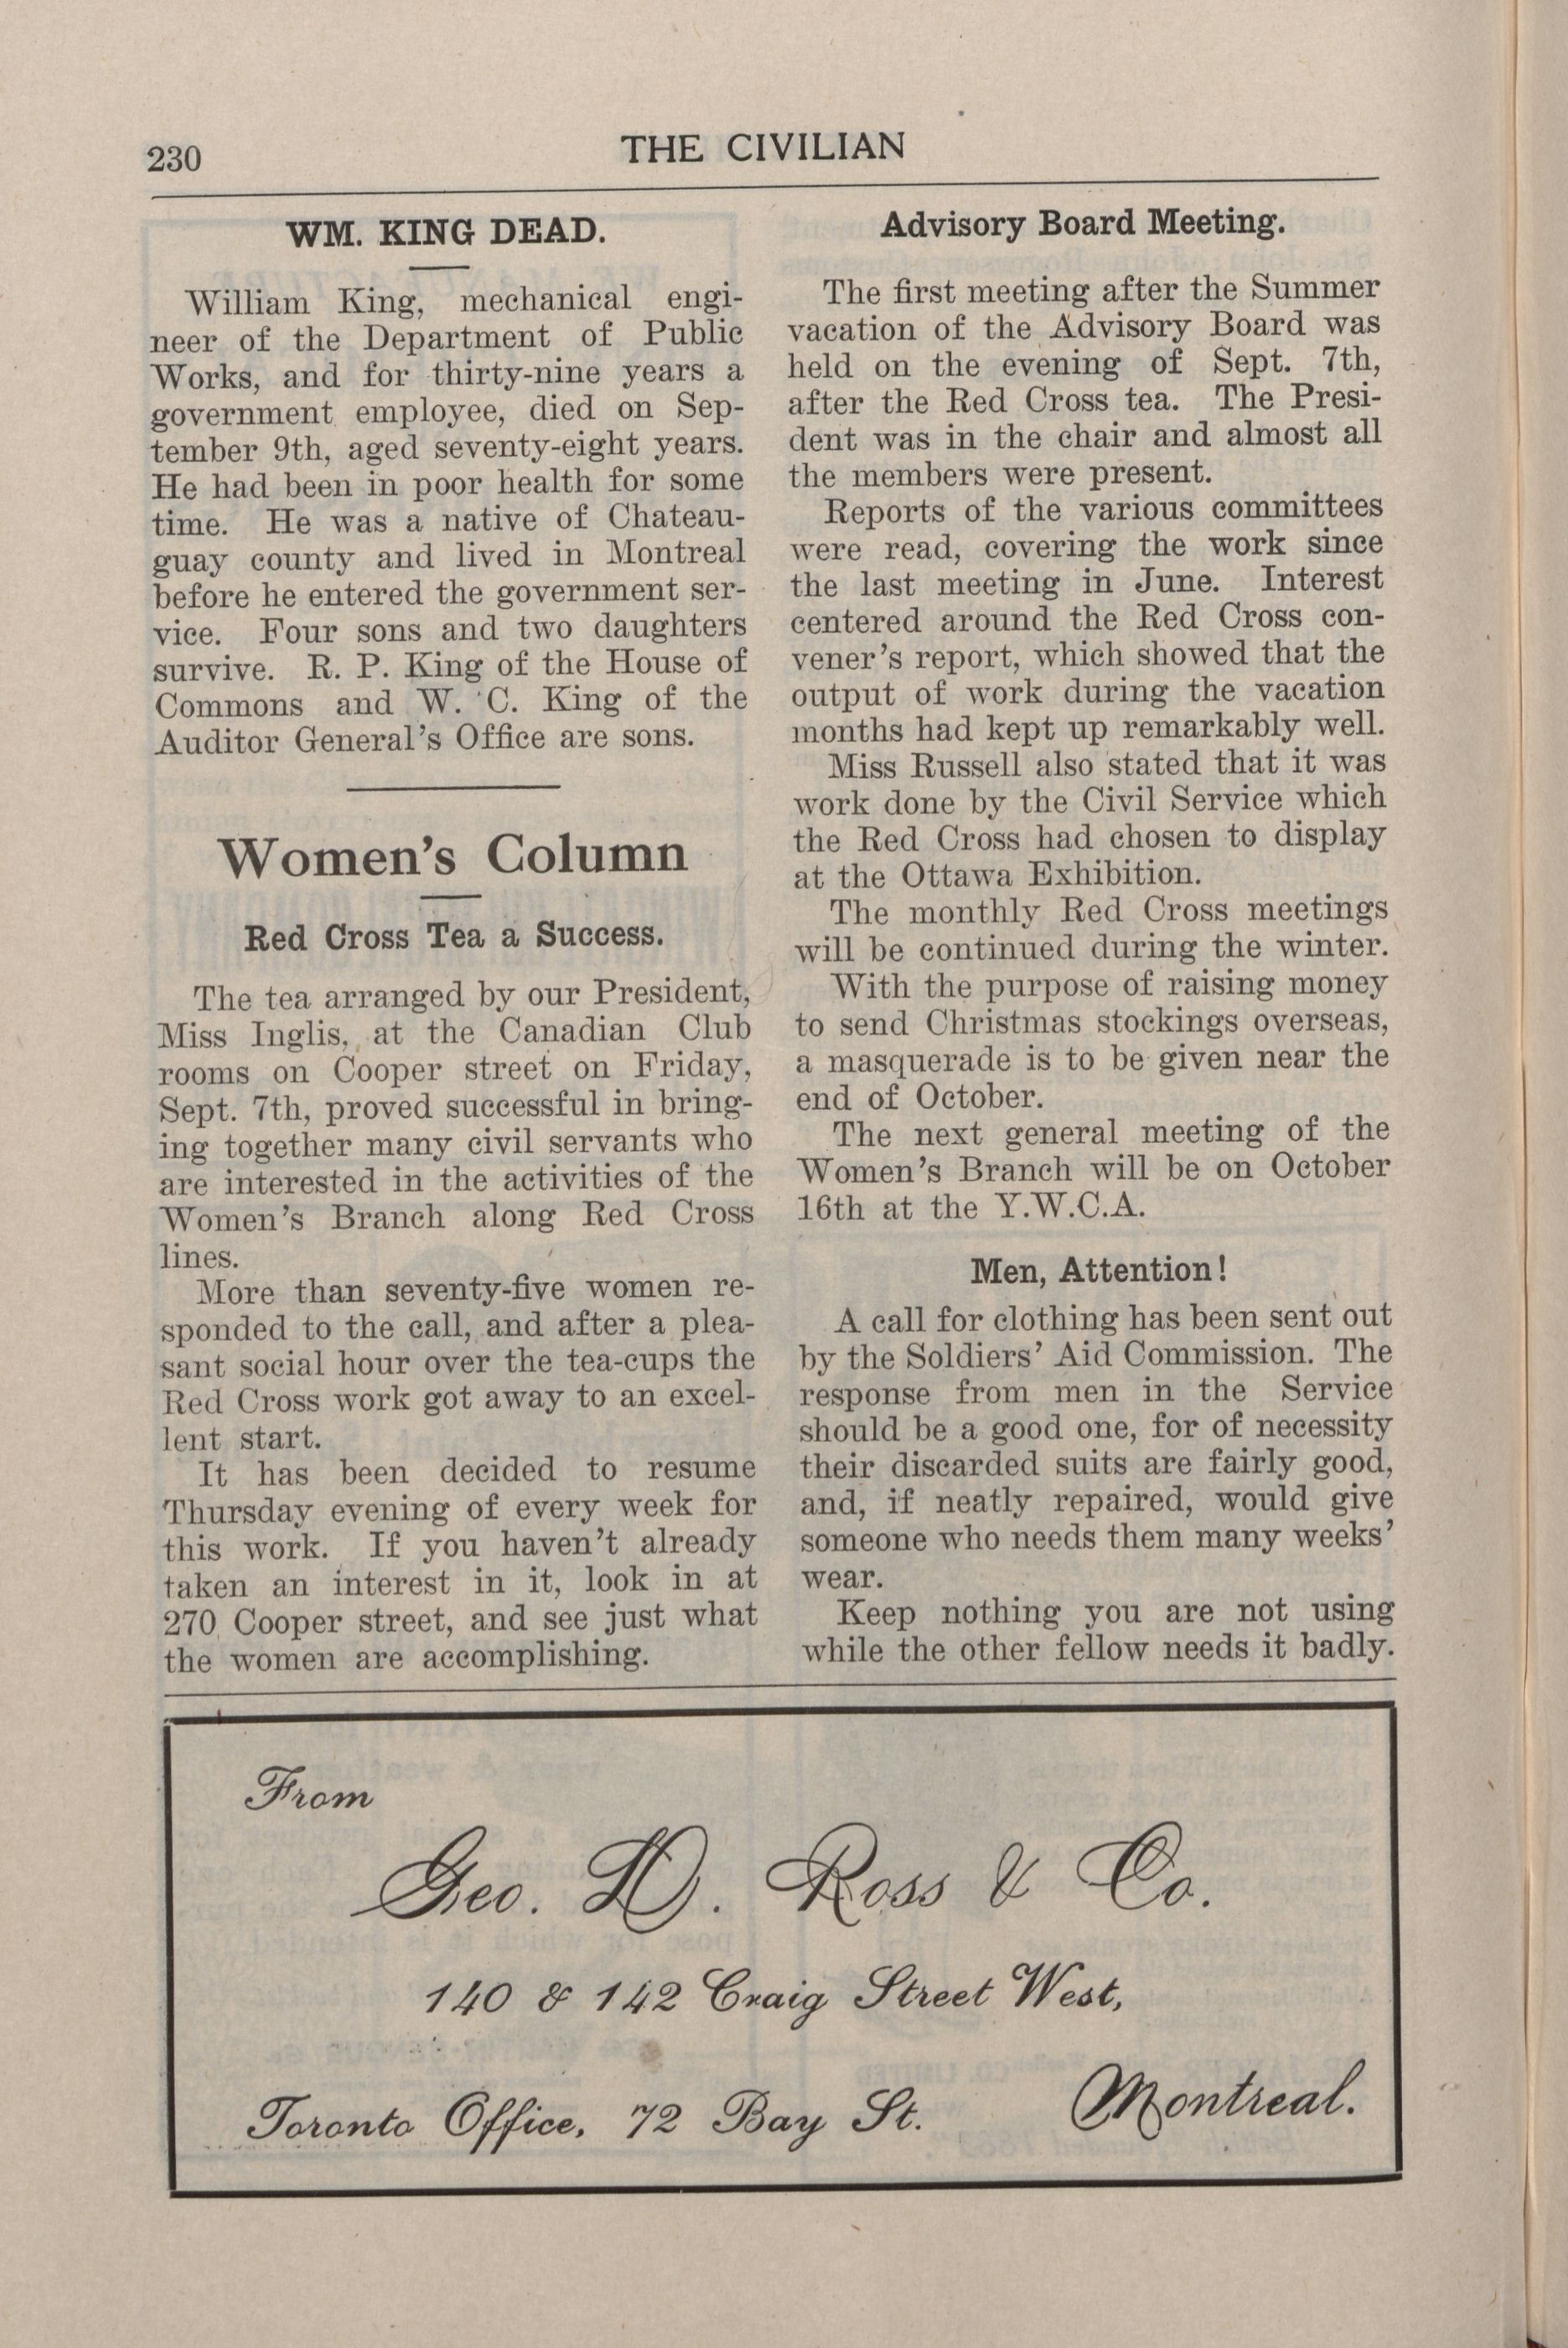 230
THE CIVILIAN
WM. KING DEAD.
William King, mechanical engi-
neer of the Department of Public
Works, and for thirty-nine years a
government employee, died on Sep-
tember 9th, aged seventy-eight years.
He had been in poor health for some
time. He was a native of Chateau-
guay county and lived in Montreal
before he entered the government ser-
vice. Four sons and two daughters
survive. R. P. King of the House of
Commons and W. C. King of the
Auditor General's Office are sons.
Women's Column
Red Cross Tea a Success.
The tea arranged by our President,
Miss Inglis, at the Canadian Club
rooms on Cooper street on Friday,
Sept. 7th, proved successful in bring-
ing together many civil servants who
are interested in the activities of the
Women's Branch along Red Cross
lines.
More than seventy-five women re-
sponded to the call, and after a plea-
sant social hour over the tea-cups the
Red Cross work got away to an excel-
lent start.
It has been decided to resume
Thursday evening of every week for
this work. If you haven't already
taken an interest in it, look in at
270 Cooper street, and see just what
the women are accomplishing.
Advisory Board Meeting.
The first meeting after the Summer
vacation of the Advisory Board was
held on the evening of Sept. 7th,
after the Red Cross tea. The Presi-
dent was in the chair and almost all
the members were present.
Reports of the various committees
were read, covering the work since
the last meeting in June. Interest
centered around the Red Cross con-
vener's report, which showed that the
output of work during the vacation
months had kept up remarkably well.
Miss Russell also stated that it was
work done by the Civil Service which
the Red Cross had chosen to display
at the Ottawa Exhibition.
The monthly Red Cross meetings
will be continued during the winter.
With the purpose of raising money
to send Christmas stockings overseas,
a masquerade is to be given near the
end of October.
The next general meeting of the
Women's Branch will be on October
16th at the Y.W.C.A.
Men, Attention!
A call for clothing has been sent out
by the Soldiers' Aid Commission. The
response from men in the Service
should be a good one, for of necessity
their discarded suits are fairly good,
and, if neatly repaired, would give
someone who needs them many weeks'
wear.
Keep nothing you are not using
while the other fellow needs it badly.
From
Geo. D. Ross & Co.
140 & 142 Craig Street West,
Toronto Office, 72 Bay St. Montreal.